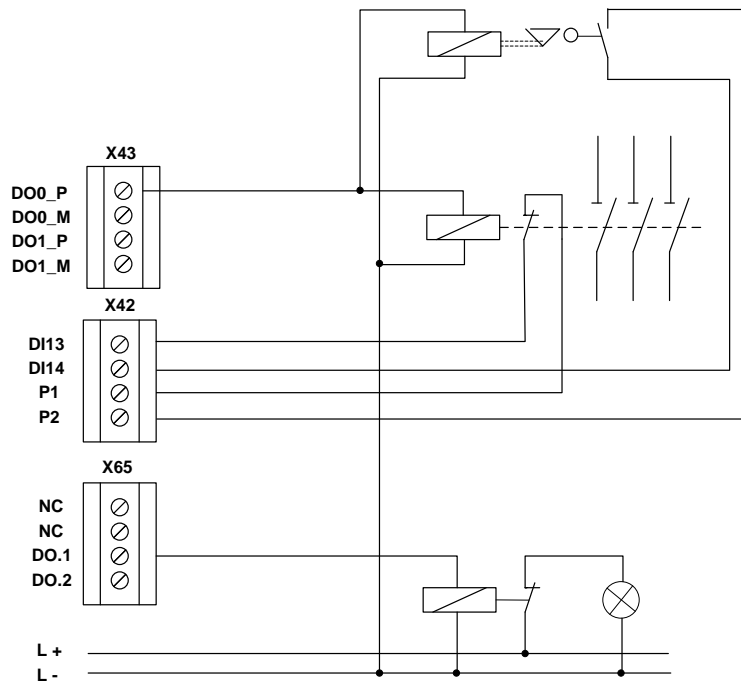 X43
DO0_P
DO0_M
DO1_P
DO1_M
X42
DI13
DI14
P1
P2
X65
NC
NC
DO.1
DO.2
L +
L -